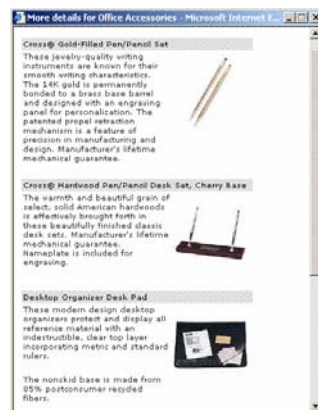 More details for Office Accessories - Microsoft Internet E...
Cross® Gold-Filled Pen/Pencil Set
These jewelry-quality writing
instruments are known for their
smooth writing characteristics.
The 14K gold is permanently
bonded to a brass base barrel
and designed with an engraving
panel for personalization. The
patented propel retraction
mechanism is a feature of
precision in manufacturing and
design. Manufacturer's lifetime
mechanical guarantee.
Cross® Hardwood Pen/Pencil Desk Set, Cherry Base
The warmth and beautiful grain of
select, solid American hardwoods
is effectively brought forth in
these beautifully finished classic
desk sets. Manufacturer's lifetime
mechanical guarantee.
Nameplate is included for
engraving.
Desktop Organizer Desk Pad
These modern design desktop
organizers protect and display all
reference material with an
indestructible, clear top layer
incorporating metric and standard
rulers.
The nonskid base is made from
85% postconsumer recycled
fibers.